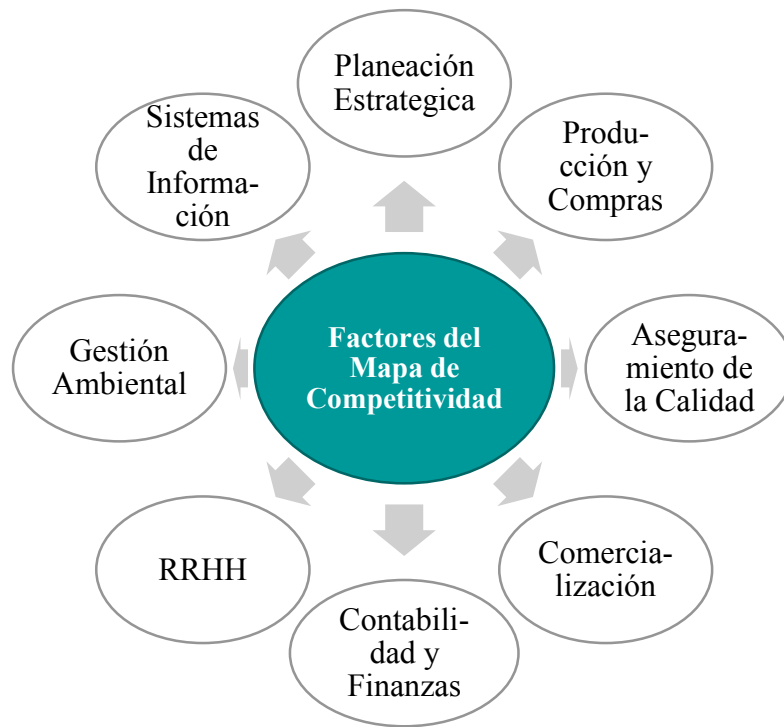 Planeación
Estrategica
Sistemas
de
Informa-
ción
Produ-
cción y
Compras
Gestión
Ambiental
Factores del
Mapa de
Competitividad
Asegura-
miento de
la Calidad
RRHH
Comercia-
lización
Contabili-
dad y
Finanzas